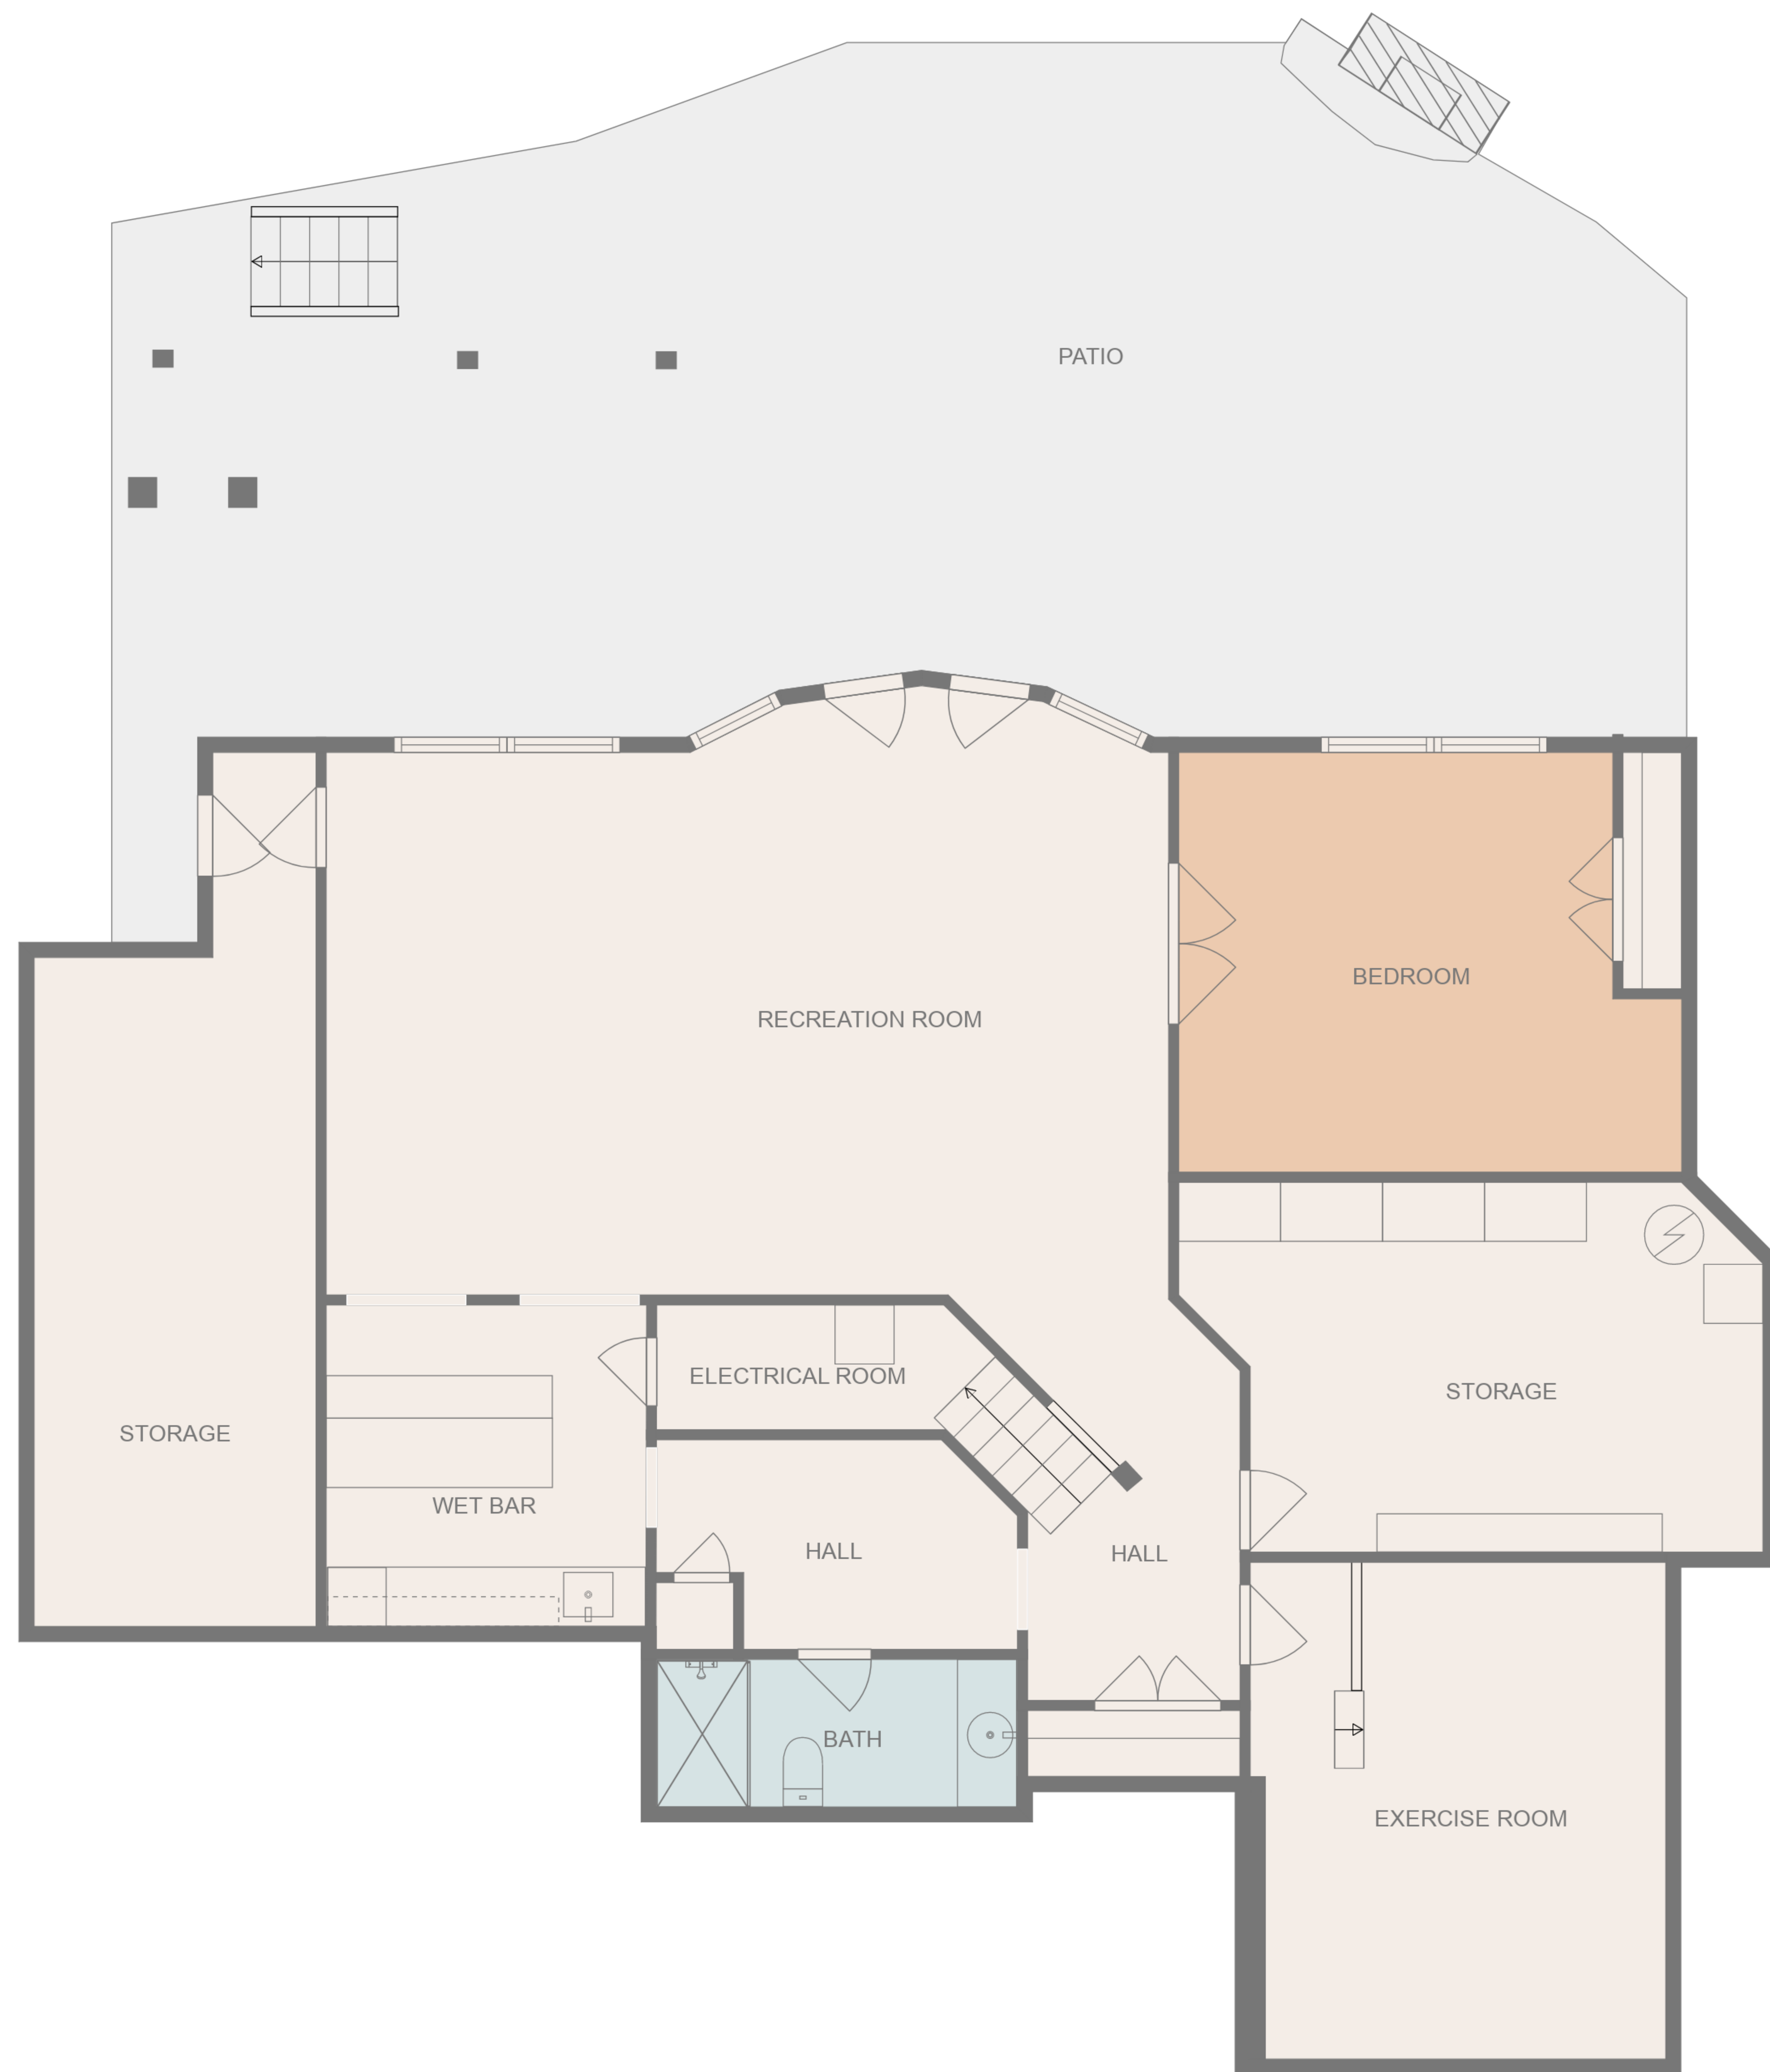 PATIO
BEDROOM
RECREATION ROOM
ELECTRICAL ROOM
STORAGE
STORAGE
WET BAR
HALL
HALL
BATH
EXERCISE ROOM